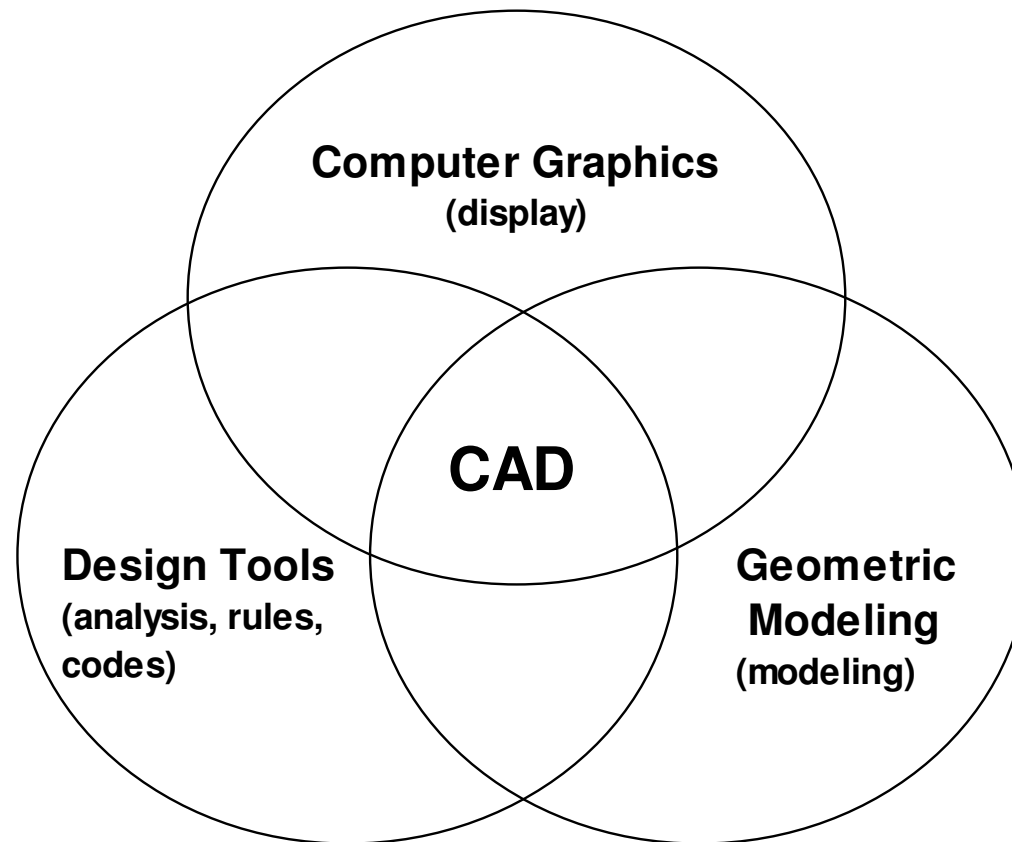 Computer Graphics
(display)
CAD
Design Tools
(analysis, rules,
codes)
Geometric
Modeling
(modeling)